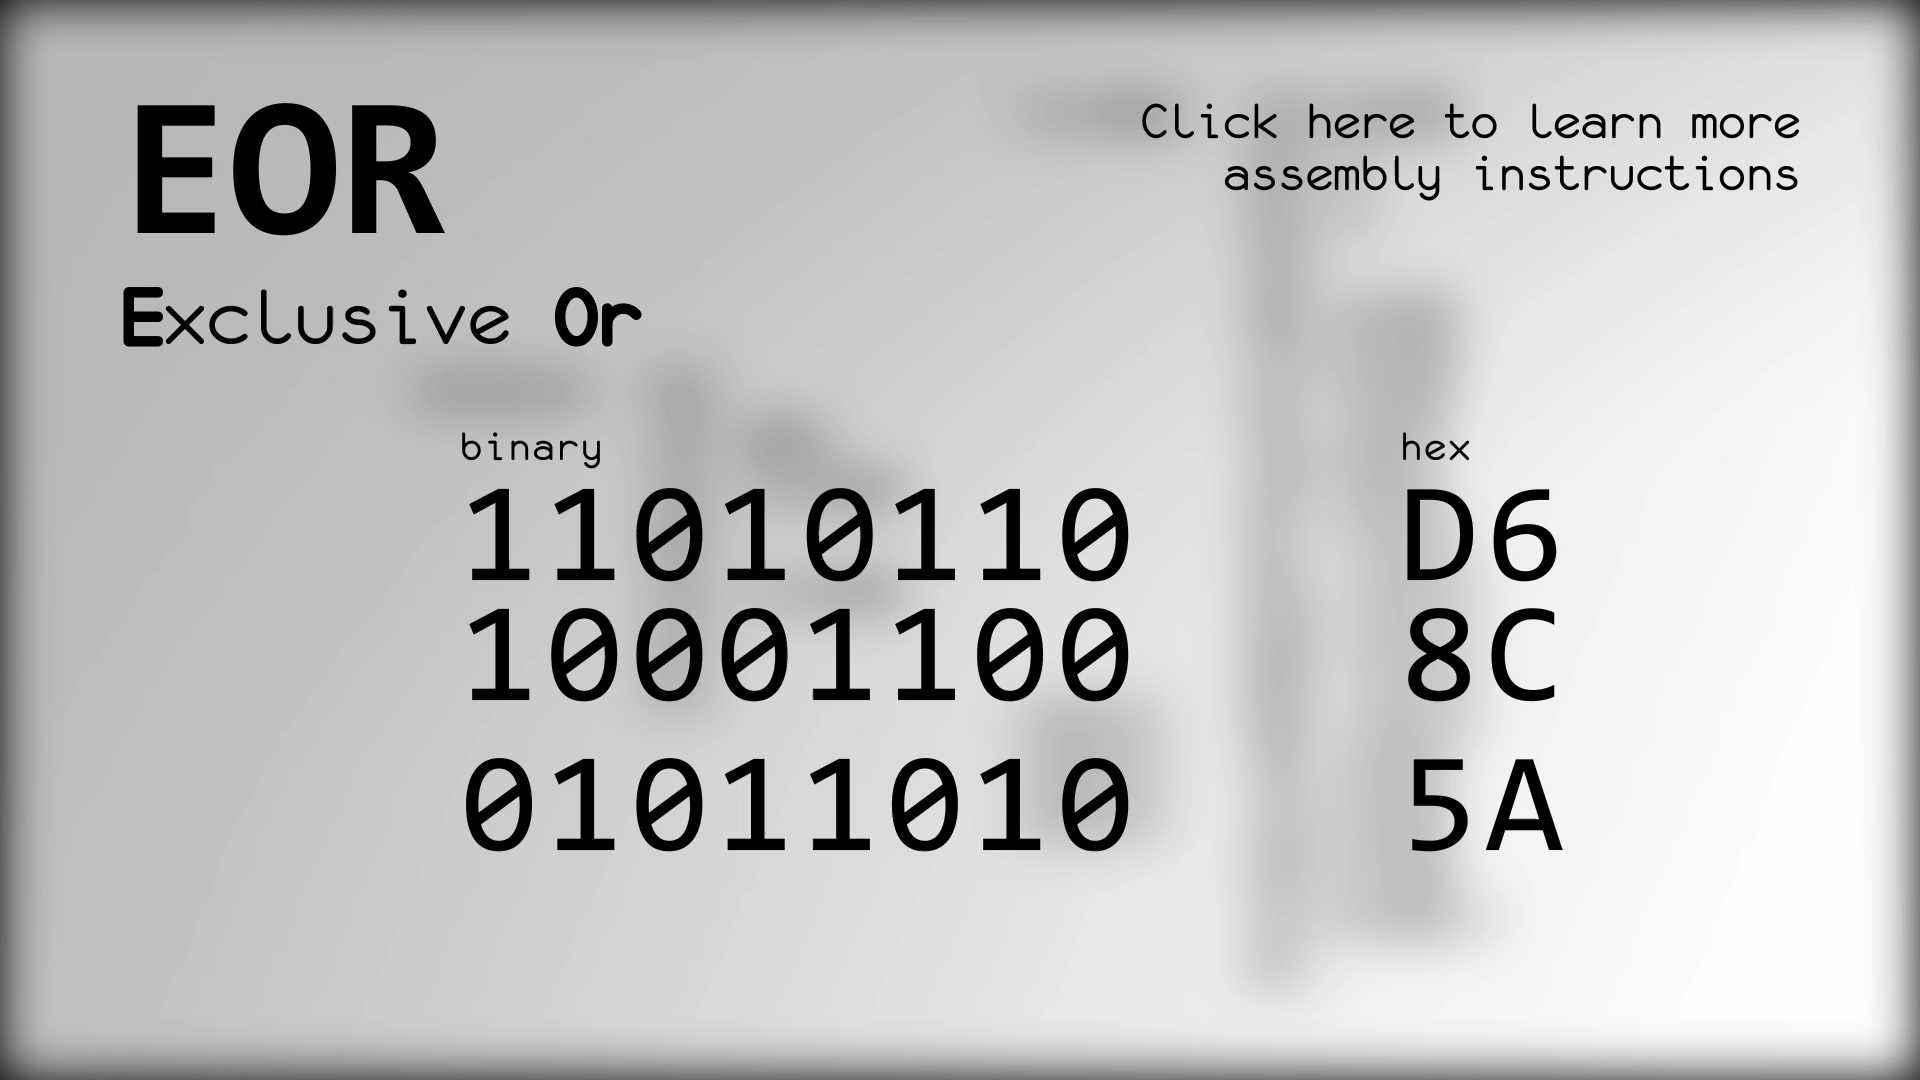 EOR
Click here to learn more
assembly instructions
Exclusive Or
binary
hex
11010110 D6
10001100 8C
01011010 5A